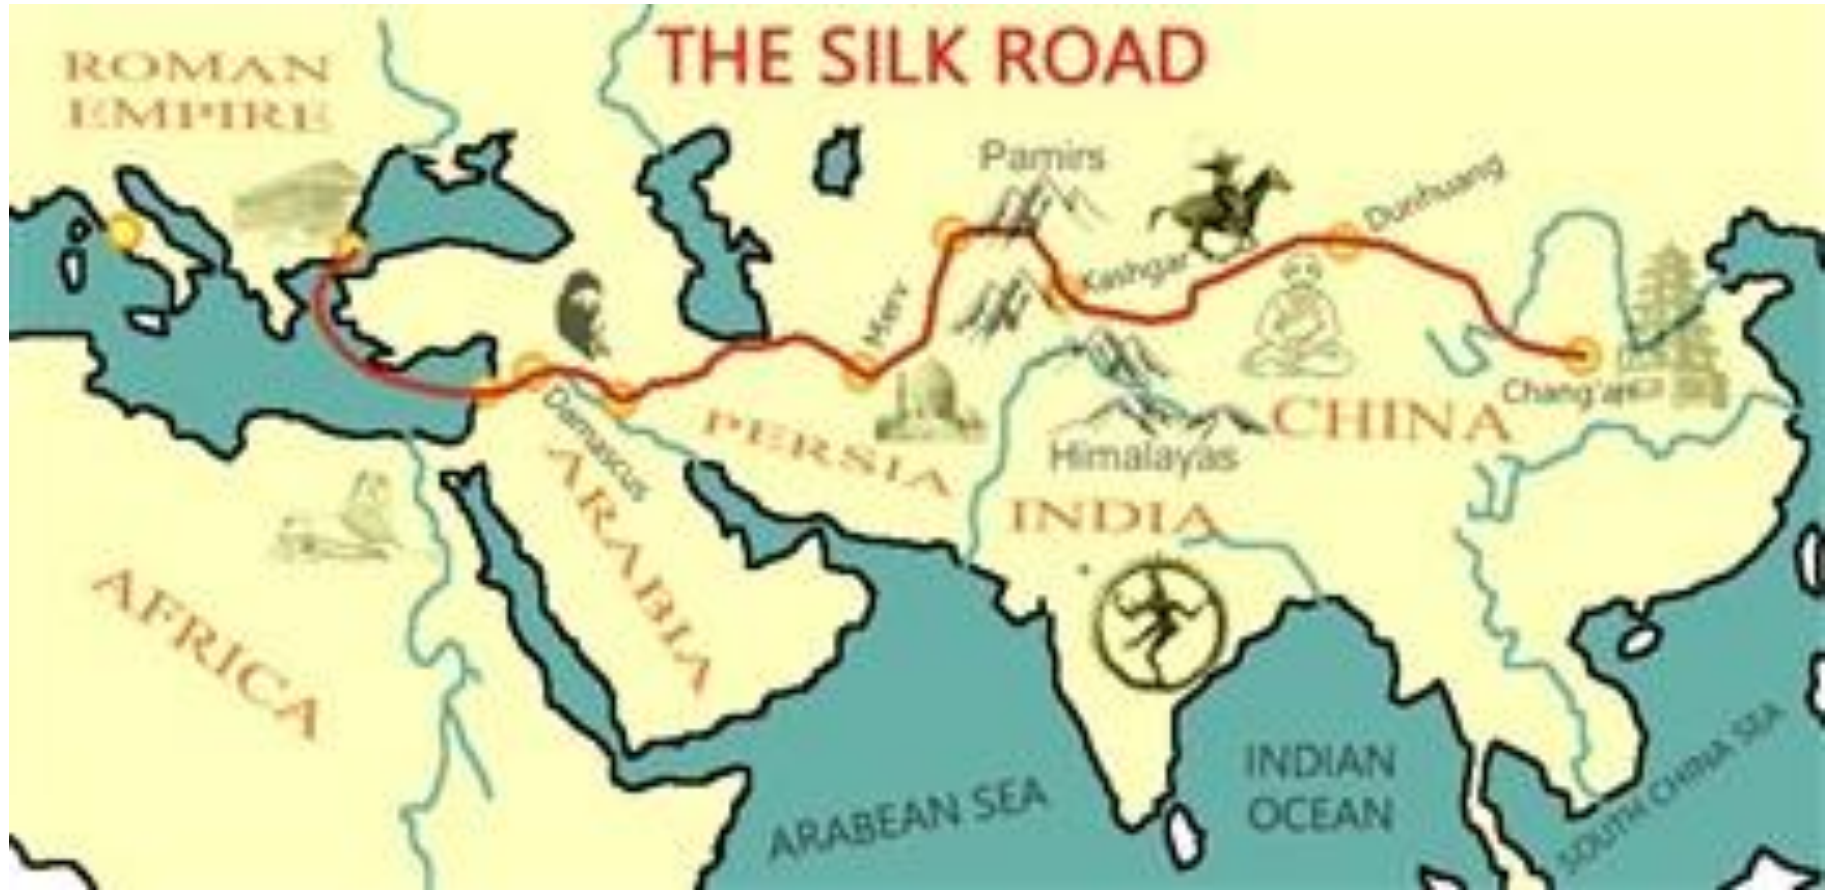 THE SILK ROAD
ROMAN
EMPIRE
Pamirs
Dunhuang
Kashgar
Merv
Chang'an
Damascus
PERSIA
CHINA
Himalayas
ARABIA
INDIA
AFRICA
INDIAN
OCEAN
ARABEAN SEA
SOUTH CHINA SEA